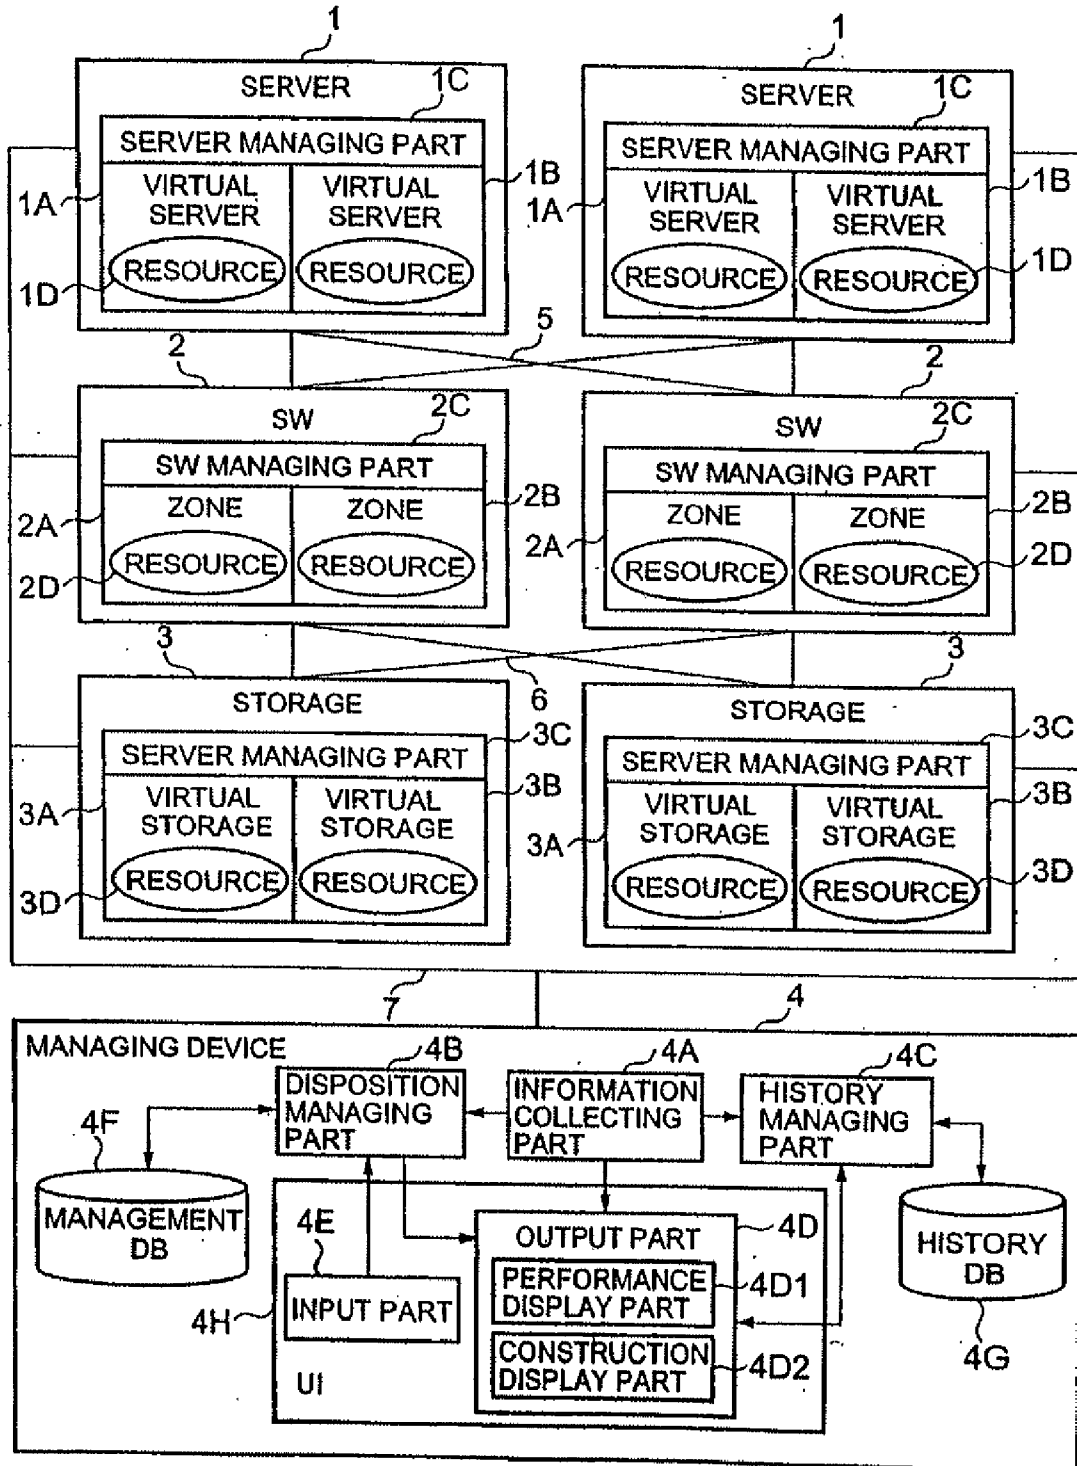 1
1
SERVER
SERVER
1C
1C
SERVER MANAGING PART
SERVER MANAGING PART
1A
VIRTUAL SERVER
VIRTUAL SERVER
1B
1A
VIRTUAL SERVER
VIRTUAL SERVER
1B
1D
RESOURCE
RESOURCE
RESOURCE
RESOURCE
1D
5
2
2
SW
SW
2C
2C
SW MANAGING PART
SW MANAGING PART
2A
ZONE
ZONE
2B
2A
ZONE
ZONE
2B
2D
RESOURCE
RESOURCE
RESOURCE
RESOURCE
2D
3
6
3
STORAGE
STORAGE
3C
3C
SERVER MANAGING PART
SERVER MANAGING PART
3A
VIRTUAL STORAGE
VIRTUAL STORAGE
3B
3A
VIRTUAL STORAGE
VIRTUAL STORAGE
3B
3D
RESOURCE
RESOURCE
RESOURCE
RESOURCE
3D
7
4
MANAGING DEVICE
4B
4A
4C
DISPOSITION
MANAGING
PART
INFORMATION
COLLECTING
PART
HISTORY
MANAGING
PART
4F
MANAGEMENT
DB
4E
INPUT PART
4H
UI
OUTPUT PART
4D
PERFORMANCE
DISPLAY PART
4D1
CONSTRUCTION
DISPLAY PART
4D2
HISTORY
DB
4G